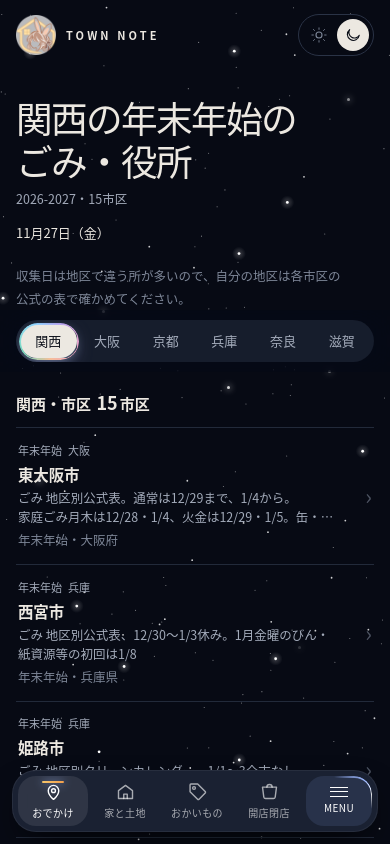 TOWN NOTE
関西の年末年始の
ごみ・役所
2026-2027・15市区
11月27日（金）
収集日は地区で違う所が多いので、自分の地区は各市区の
公式の表で確かめてください。
関西 大阪 京都 兵庫 奈良 滋賀
関西・市区 15市区
年末年始 大阪
東大阪市
ごみ 地区別公式表。通常は12/29まで、1/4から。
家庭ごみ月木は12/28・1/4、火金は12/29・1/5。缶・…
年末年始・大阪府
年末年始 兵庫
西宮市
ごみ 地区別公式表、12/30〜1/3休み。1月金曜のびん・
紙資源等の初回は1/8
年末年始・兵庫県
年末年始 兵庫
姫路市
おでかけ 家と土地 おかいもの 開店閉店 MENU